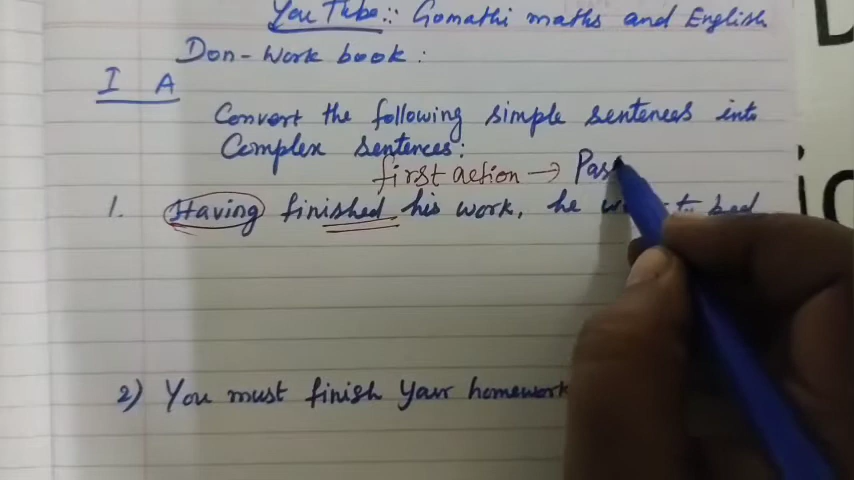 YouTube:: Gomathi maths and English
Don-Work book:
I A
Convert the following simple sentences into
Complex sentences:
first action → Pas
1. Having finished his work, he bed
2) You must finish your homework